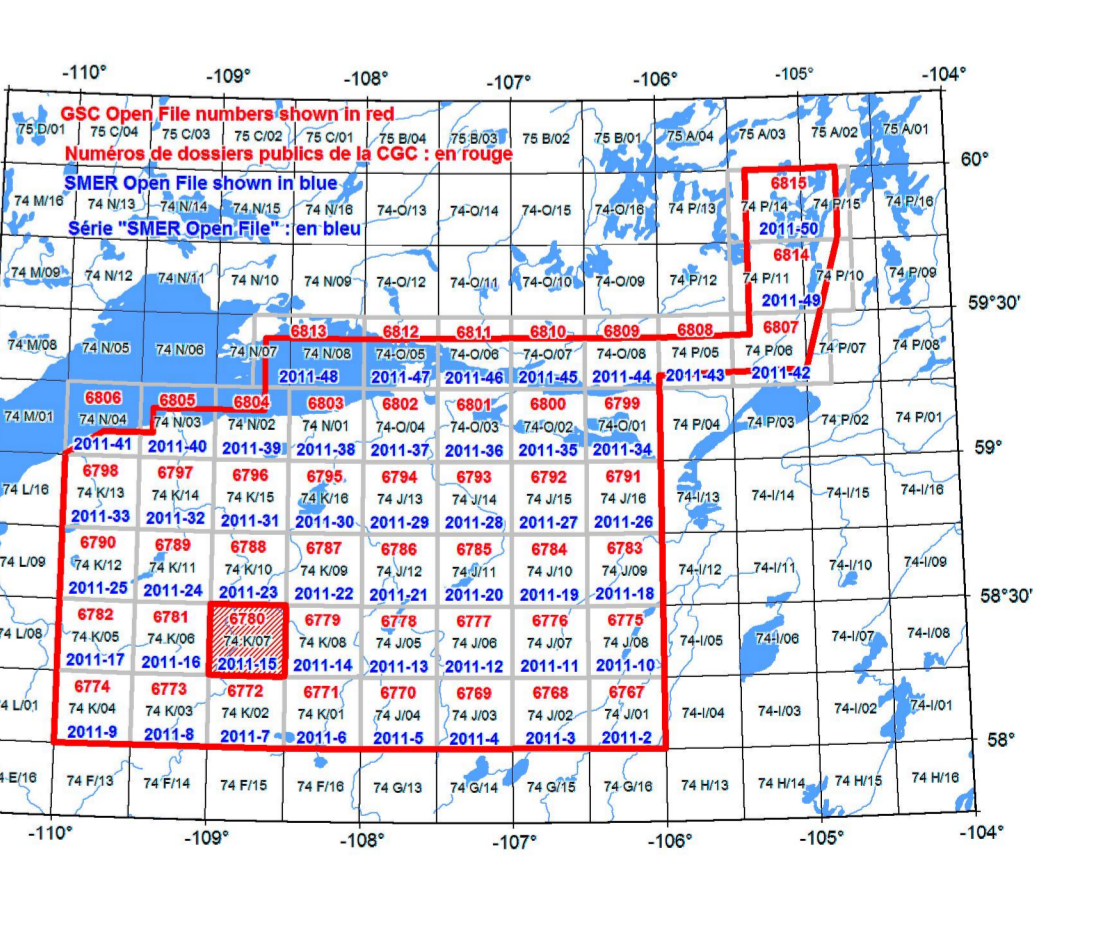 -110° -109° -108° -107° -106° -105° -104°
GSC Open File numbers shown in red
75 D/01 75 C/04 75 C/03 75 C/02 75 C/01 75 B/04 75 B/03 75 B/02 75 B/01 75 A/04 75 A/03 75 A/02 75 A/01
Numéros de dossiers publics de la CGC : en rouge
60°
SMER Open File shown in blue
6815
74 M/16 74 N/13 74 N/14 74 N/15 74 N/16 74-O/13 74-O/14 74-O/15 74-O/16 74 P/13 74 P/14 74 P/15 74 P/16
Série "SMER Open File" : en bleu
2011-50
6814
74 M/09 74 N/12 74 N/11 74 N/10 74 N/09 74-O/12 74-O/11 74-O/10 74-O/09 74 P/12 74 P/11 74 P/10 74 P/09
2011-49
59°30'
6813 6812 6811 6810 6809 6808 6807
74 M/08 74 N/05 74 N/06 74 N/07 74 N/08 74-O/05 74-O/06 74-O/07 74-O/08 74 P/05 74 P/06 74 P/07 74 P/08
2011-48 2011-47 2011-46 2011-45 2011-44 2011-43 2011-42
6806 6805 6804 6803 6802 6801 6800 6799
74 M/01 74 N/04 74 N/03 74 N/02 74 N/01 74-O/04 74-O/03 74-O/02 74-O/01 74 P/04 74 P/03 74 P/02 74 P/01
2011-41 2011-40 2011-39 2011-38 2011-37 2011-36 2011-35 2011-34
59°
6798 6797 6796 6795 6794 6793 6792 6791
74 L/16 74 K/13 74 K/14 74 K/15 74 K/16 74 J/13 74 J/14 74 J/15 74 J/16 74-I/13 74-I/14 74-I/15 74-I/16
2011-33 2011-32 2011-31 2011-30 2011-29 2011-28 2011-27 2011-26
6790 6789 6788 6787 6786 6785 6784 6783
74 L/09 74 K/12 74 K/11 74 K/10 74 K/09 74 J/12 74 J/11 74 J/10 74 J/09 74-I/12 74-I/11 74-I/10 74-I/09
2011-25 2011-24 2011-23 2011-22 2011-21 2011-20 2011-19 2011-18
58°30'
6782 6781 6780 6779 6778 6777 6776 6775
74 L/08 74 K/05 74 K/06 74 K/07 74 K/08 74 J/05 74 J/06 74 J/07 74 J/08 74-I/05 74-I/06 74-I/07 74-I/08
2011-17 2011-16 2011-15 2011-14 2011-13 2011-12 2011-11 2011-10
6774 6773 6772 6771 6770 6769 6768 6767
4 L/01 74 K/04 74 K/03 74 K/02 74 K/01 74 J/04 74 J/03 74 J/02 74 J/01 74-I/04 74-I/03 74-I/02 74-I/01
2011-9 2011-8 2011-7 2011-6 2011-5 2011-4 2011-3 2011-2
58°
4 E/16 74 F/13 74 F/14 74 F/15 74 F/16 74 G/13 74 G/14 74 G/15 74 G/16 74 H/13 74 H/14 74 H/15 74 H/16
-110° -109° -108° -107° -106° -105° -104°